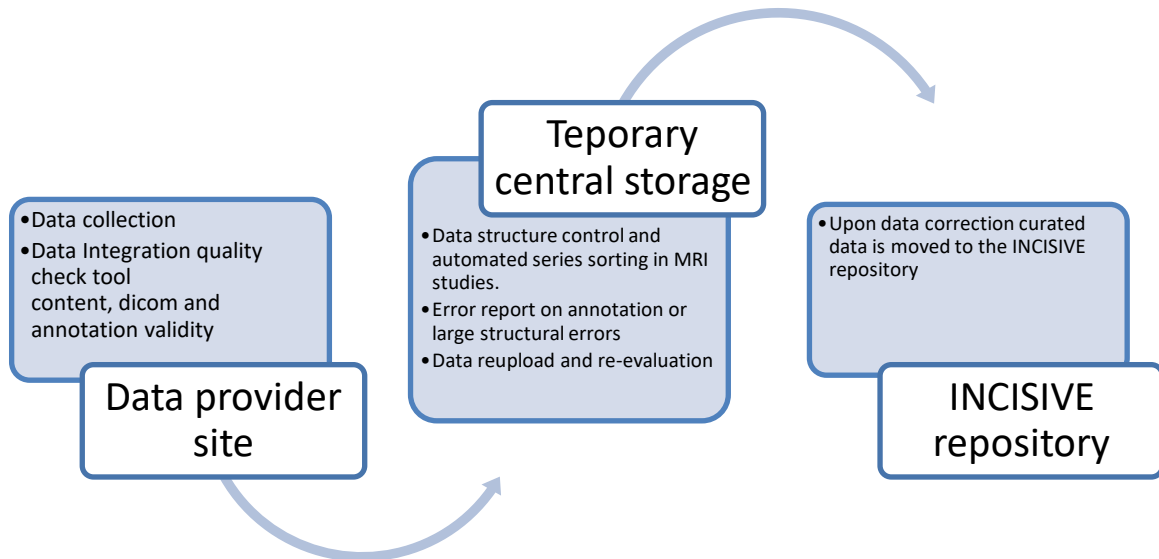 •Data collection
•Data Integration quality
check tool
content, dicom and
annotation validity
Data provider
site
Teporary
central storage
•Data structure control and
automated series sorting in MRI
studies.
•Error report on annotation or
large structural errors
•Data reupload and re-evaluation
•Upon data correction curated
data is moved to the INCISIVE
repository
INCISIVE
repository